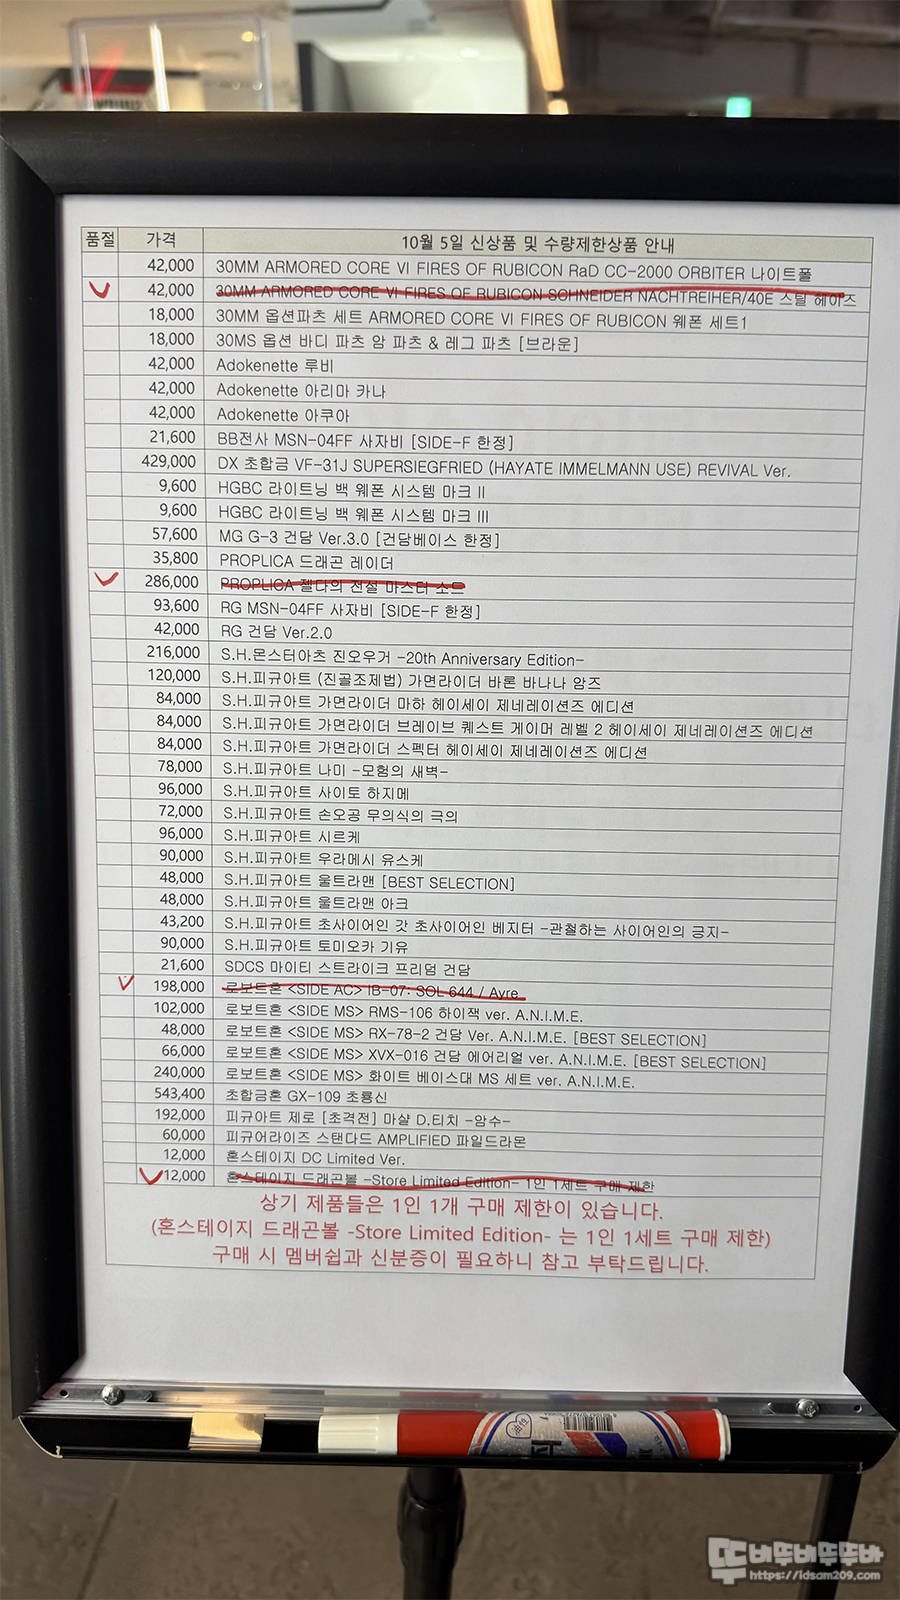 품절 가격 10월 5일 신상품 및 수량제한상품 안내
42,000 30MM ARMORED CORE VI FIRES OF RUBICON RaD CC-2000 ORBITER 나이트폴
42,000 30MM ARMORED CORE VI FIRES OF RUBICON SCHNEIDER NACHTREIHER/40E 스틸 헤이즈
18,000 30MM 옵션파츠 세트 ARMORED CORE VI FIRES OF RUBICON 웨폰 세트1
18,000 30MS 옵션 바디 파츠 암 파츠 & 레그 파츠 [브라운]
42,000 Adokenette 루비
42,000 Adokenette 아리마 카나
42,000 Adokenette 아쿠아
21,600 BB전사 MSN-04FF 사자비 [SIDE-F 한정]
429,000 DX 초합금 VF-31J SUPERSIEGFRIED (HAYATE IMMELMANN USE) REVIVAL Ver.
9,600 HGBC 라이트닝 백 웨폰 시스템 마크 II
9,600 HGBC 라이트닝 백 웨폰 시스템 마크 III
57,600 MG G-3 건담 Ver.3.0 [건담베이스 한정]
35,800 PROPLICA 드래곤 레이더
286,000 PROPLICA 젤다의 전설 마스터 소드
93,600 RG MSN-04FF 사자비 [SIDE-F 한정]
42,000 RG 건담 Ver.2.0
216,000 S.H.몬스터아츠 진오우거 -20th Anniversary Edition-
120,000 S.H.피규아트 (진골조제법) 가면라이더 바론 바나나 암즈
84,000 S.H.피규아트 가면라이더 마하 헤이세이 제네레이션즈 에디션
84,000 S.H.피규아트 가면라이더 브레이브 퀘스트 게이머 레벨 2 헤이세이 제네레이션즈 에디션
84,000 S.H.피규아트 가면라이더 스펙터 헤이세이 제네레이션즈 에디션
78,000 S.H.피규아트 나미 -모험의 새벽-
96,000 S.H.피규아트 사이토 하지메
72,000 S.H.피규아트 손오공 무의식의 극의
96,000 S.H.피규아트 시르케
90,000 S.H.피규아트 우라메시 유스케
48,000 S.H.피규아트 울트라맨 [BEST SELECTION]
48,000 S.H.피규아트 울트라맨 아크
43,200 S.H.피규아트 초사이어인 갓 초사이어인 베지터 -관철하는 사이어인의 긍지-
90,000 S.H.피규아트 토미오카 기유
21,600 SDCS 마이티 스트라이크 프리덤 건담
198,000 로보트혼 <SIDE AC> IB-07: SOL 644 / Ayre
102,000 로보트혼 <SIDE MS> RMS-106 하이잭 ver. A.N.I.M.E.
48,000 로보트혼 <SIDE MS> RX-78-2 건담 Ver. A.N.I.M.E. [BEST SELECTION]
66,000 로보트혼 <SIDE MS> XVX-016 건담 에어리얼 ver. A.N.I.M.E. [BEST SELECTION]
240,000 로보트혼 <SIDE MS> 화이트 베이스대 MS 세트 ver. A.N.I.M.E.
543,400 초합금혼 GX-109 초룡신
192,000 피규아트 제로 [초격전] 마샬 D.티치 -암수-
60,000 피규어라이즈 스탠다드 AMPLIFIED 파일드라몬
12,000 혼스테이지 DC Limited Ver.
12,000 혼스테이지 드래곤볼 -Store Limited Edition- 1인 1세트 구매 제한
상기 제품들은 1인 1개 구매 제한이 있습니다.
(혼스테이지 드래곤볼 -Store Limited Edition- 는 1인 1세트 구매 제한)
구매 시 멤버쉽과 신분증이 필요하니 참고 부탁드립니다.
또 바뚜바뚜뚜바
https://idsam209.com